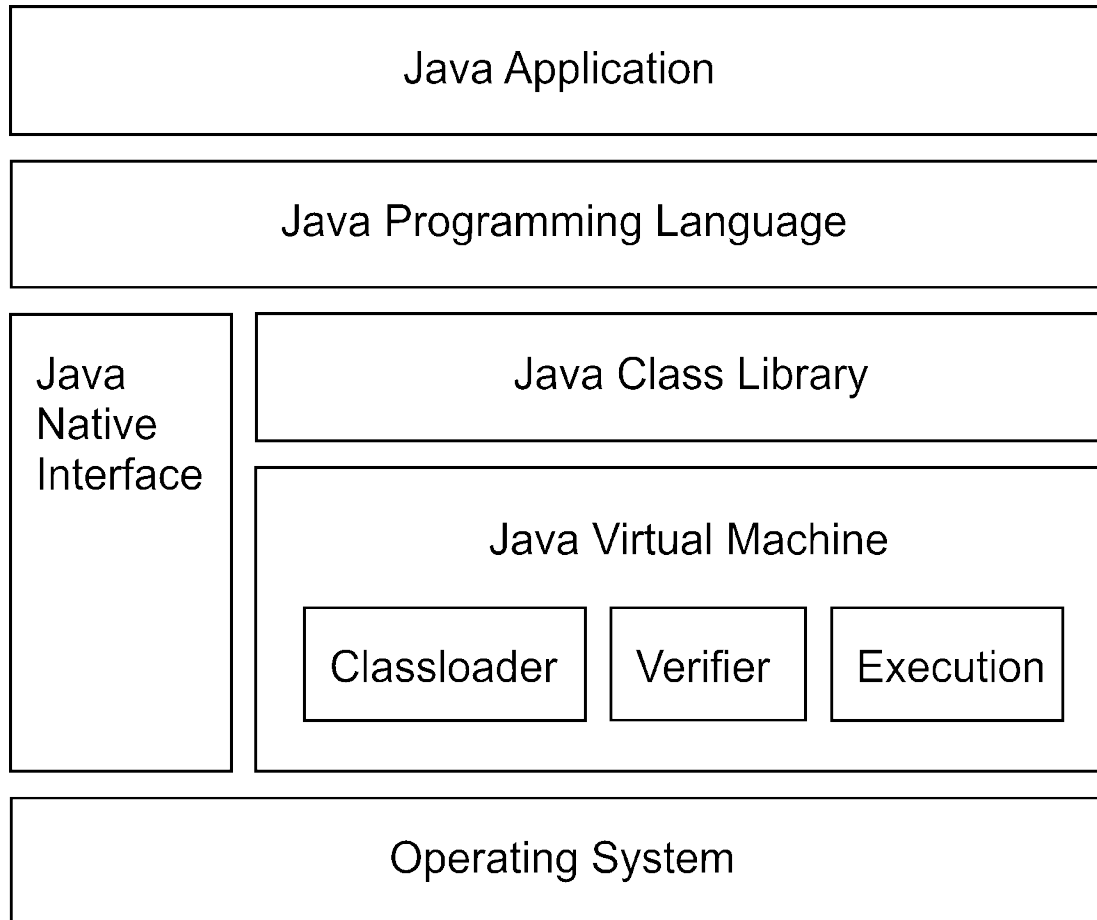 Java Application
Java Programming Language
Java
Native
Interface
Java Class Library
Java Virtual Machine
Classloader
Verifier
Execution
Operating System